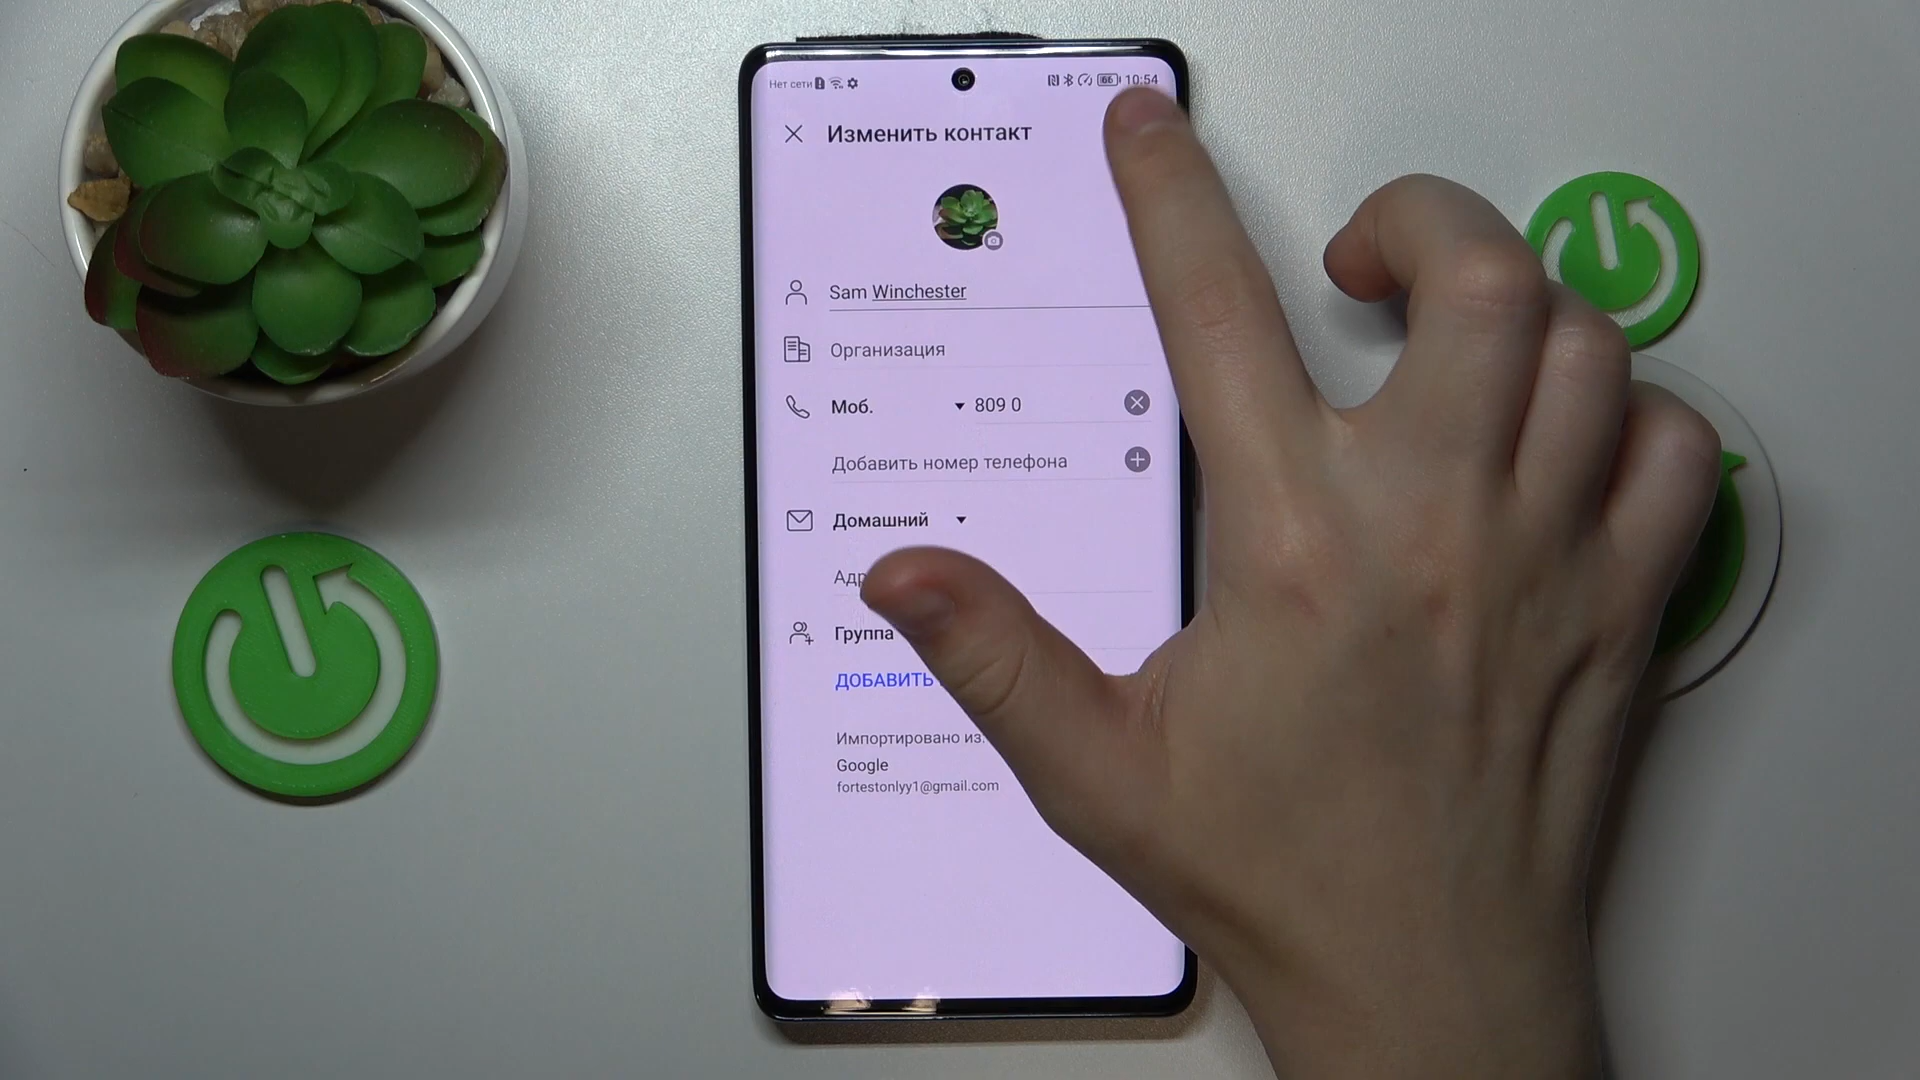 Нет сети
66 10:54
Изменить контакт
Sam Winchester
Организация
Моб. 809 0
Добавить номер телефона
Домашний
Группа
ДОБАВИТЬ
Импортировано из:
Google
fortestonlyy1@gmail.com